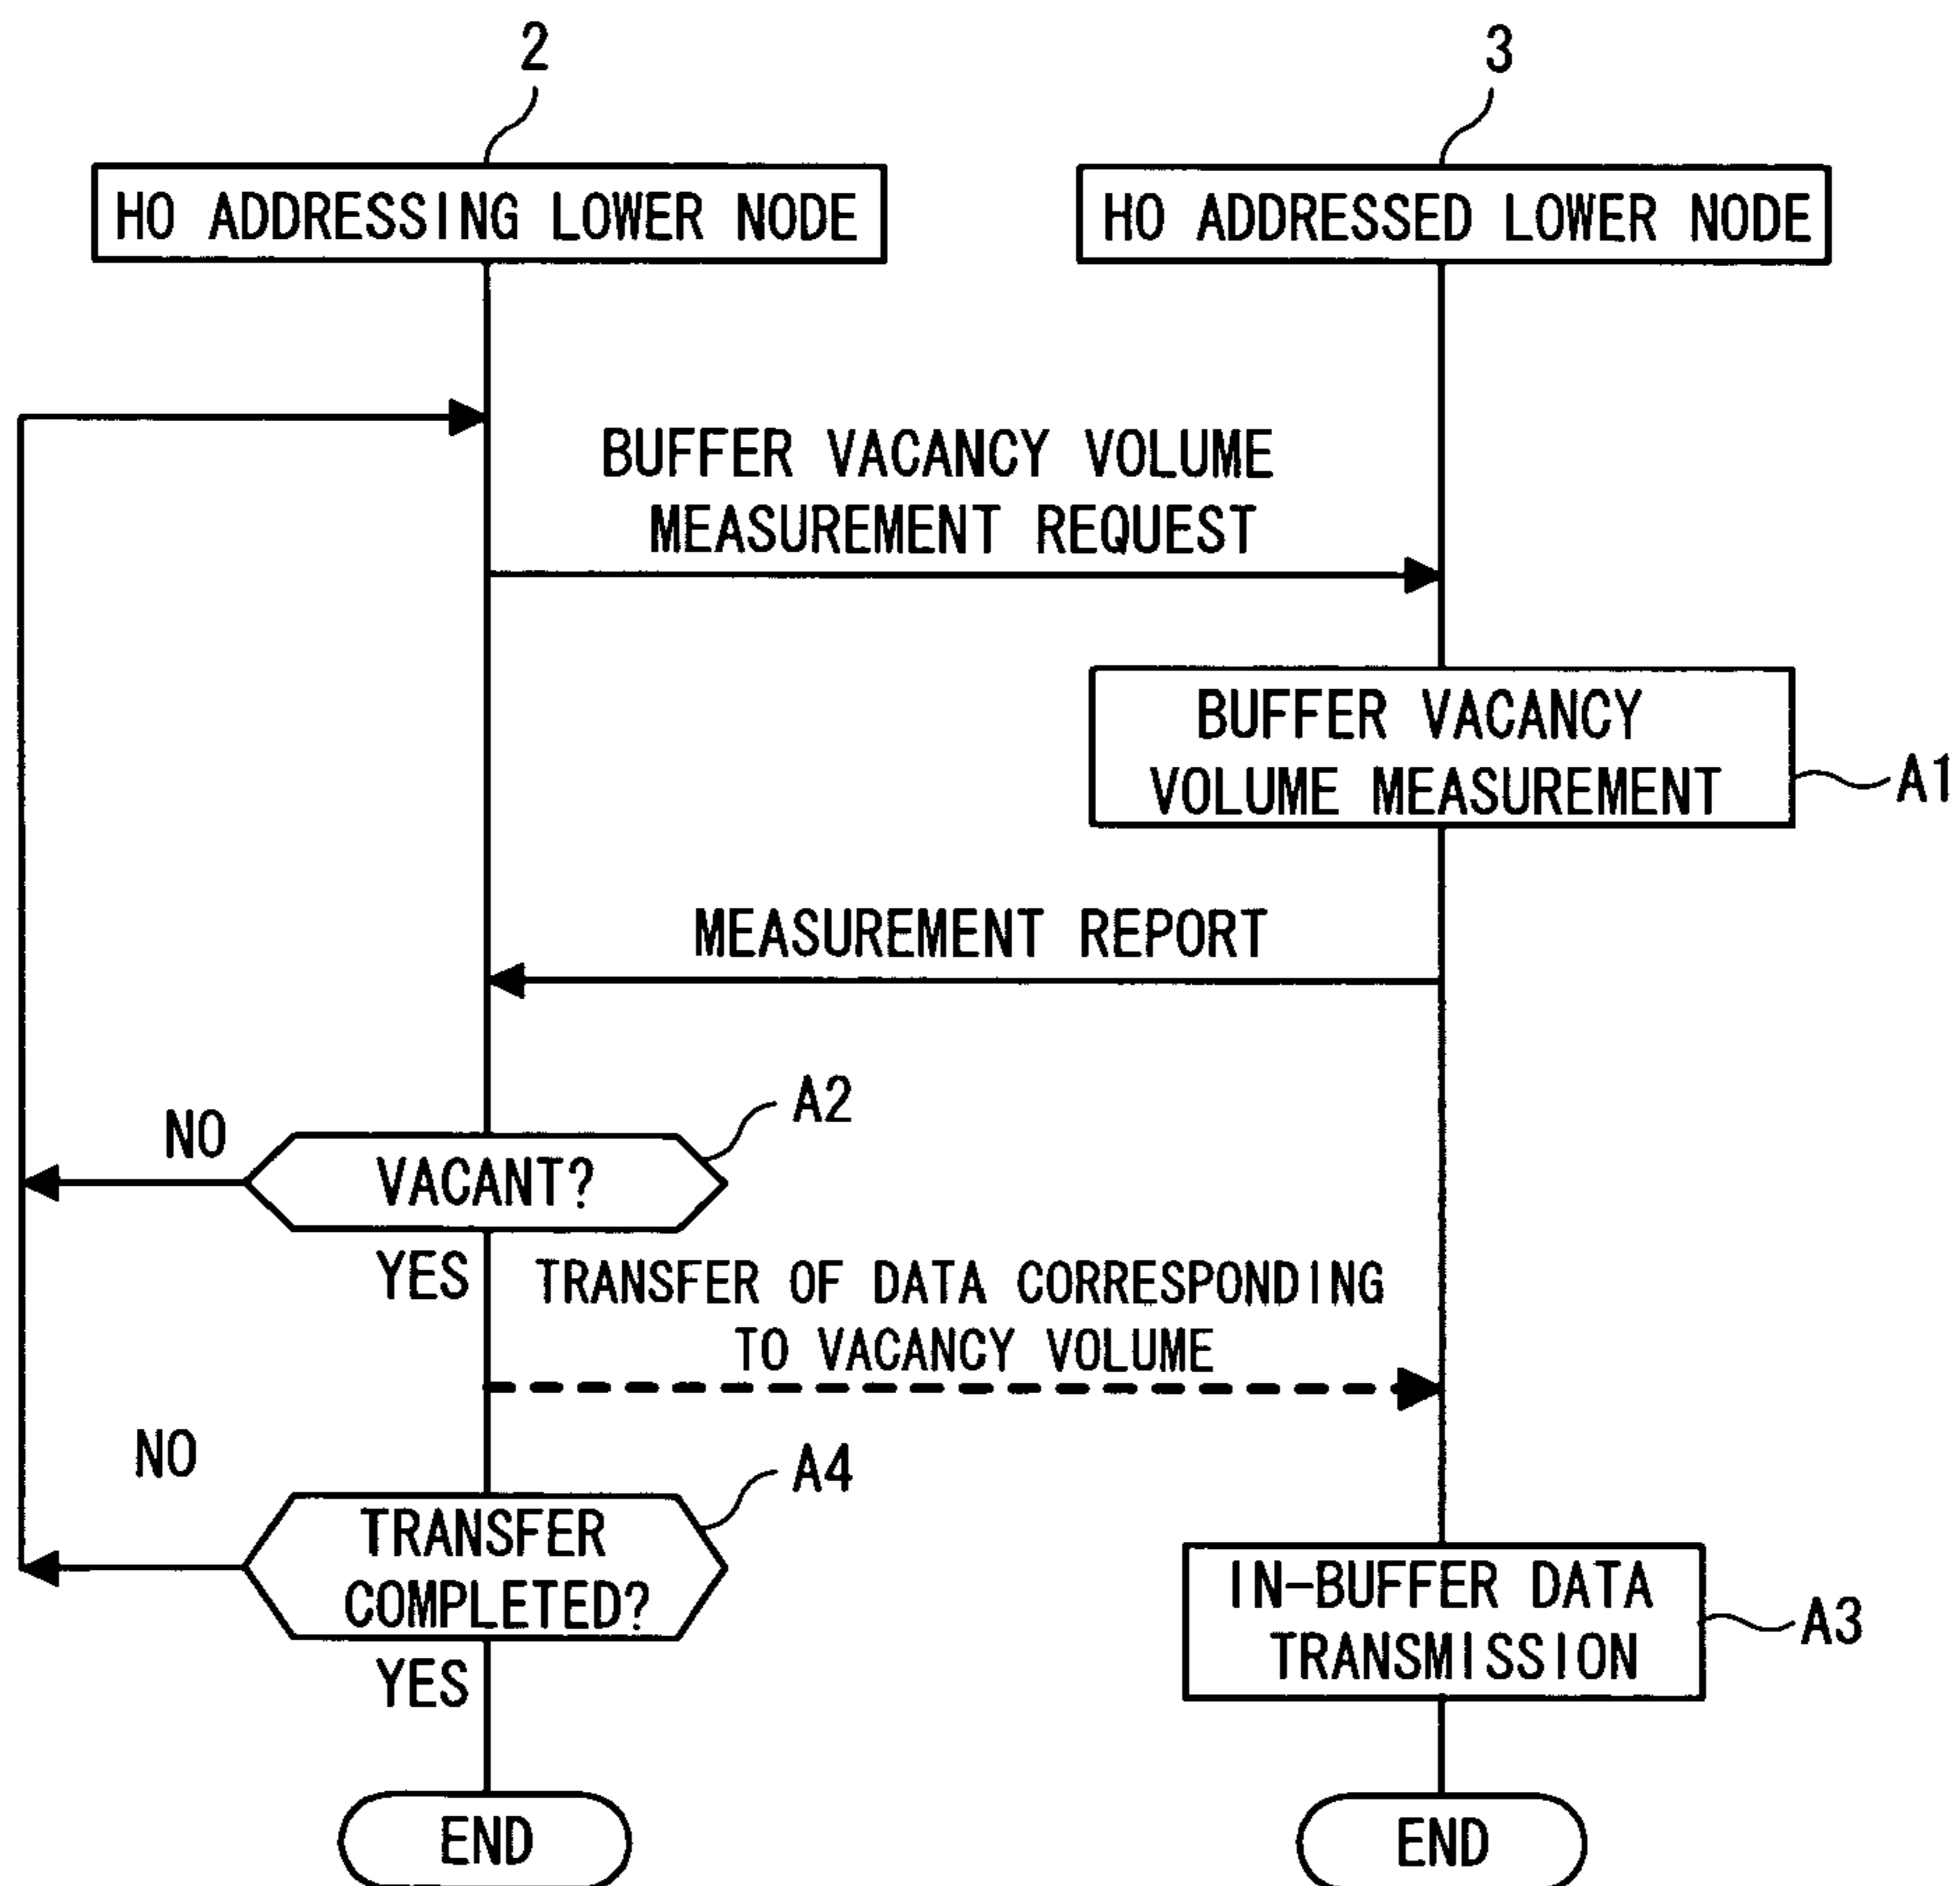 2
3
HO ADDRESSING LOWER NODE
HO ADDRESSED LOWER NODE
BUFFER VACANCY VOLUME
MEASUREMENT REQUEST
BUFFER VACANCY
VOLUME MEASUREMENT
A1
MEASUREMENT REPORT
A2
NO
VACANT?
YES
TRANSFER OF DATA CORRESPONDING
TO VACANCY VOLUME
NO
A4
TRANSFER
COMPLETED?
IN-BUFFER DATA
TRANSMISSION
A3
YES
END
END